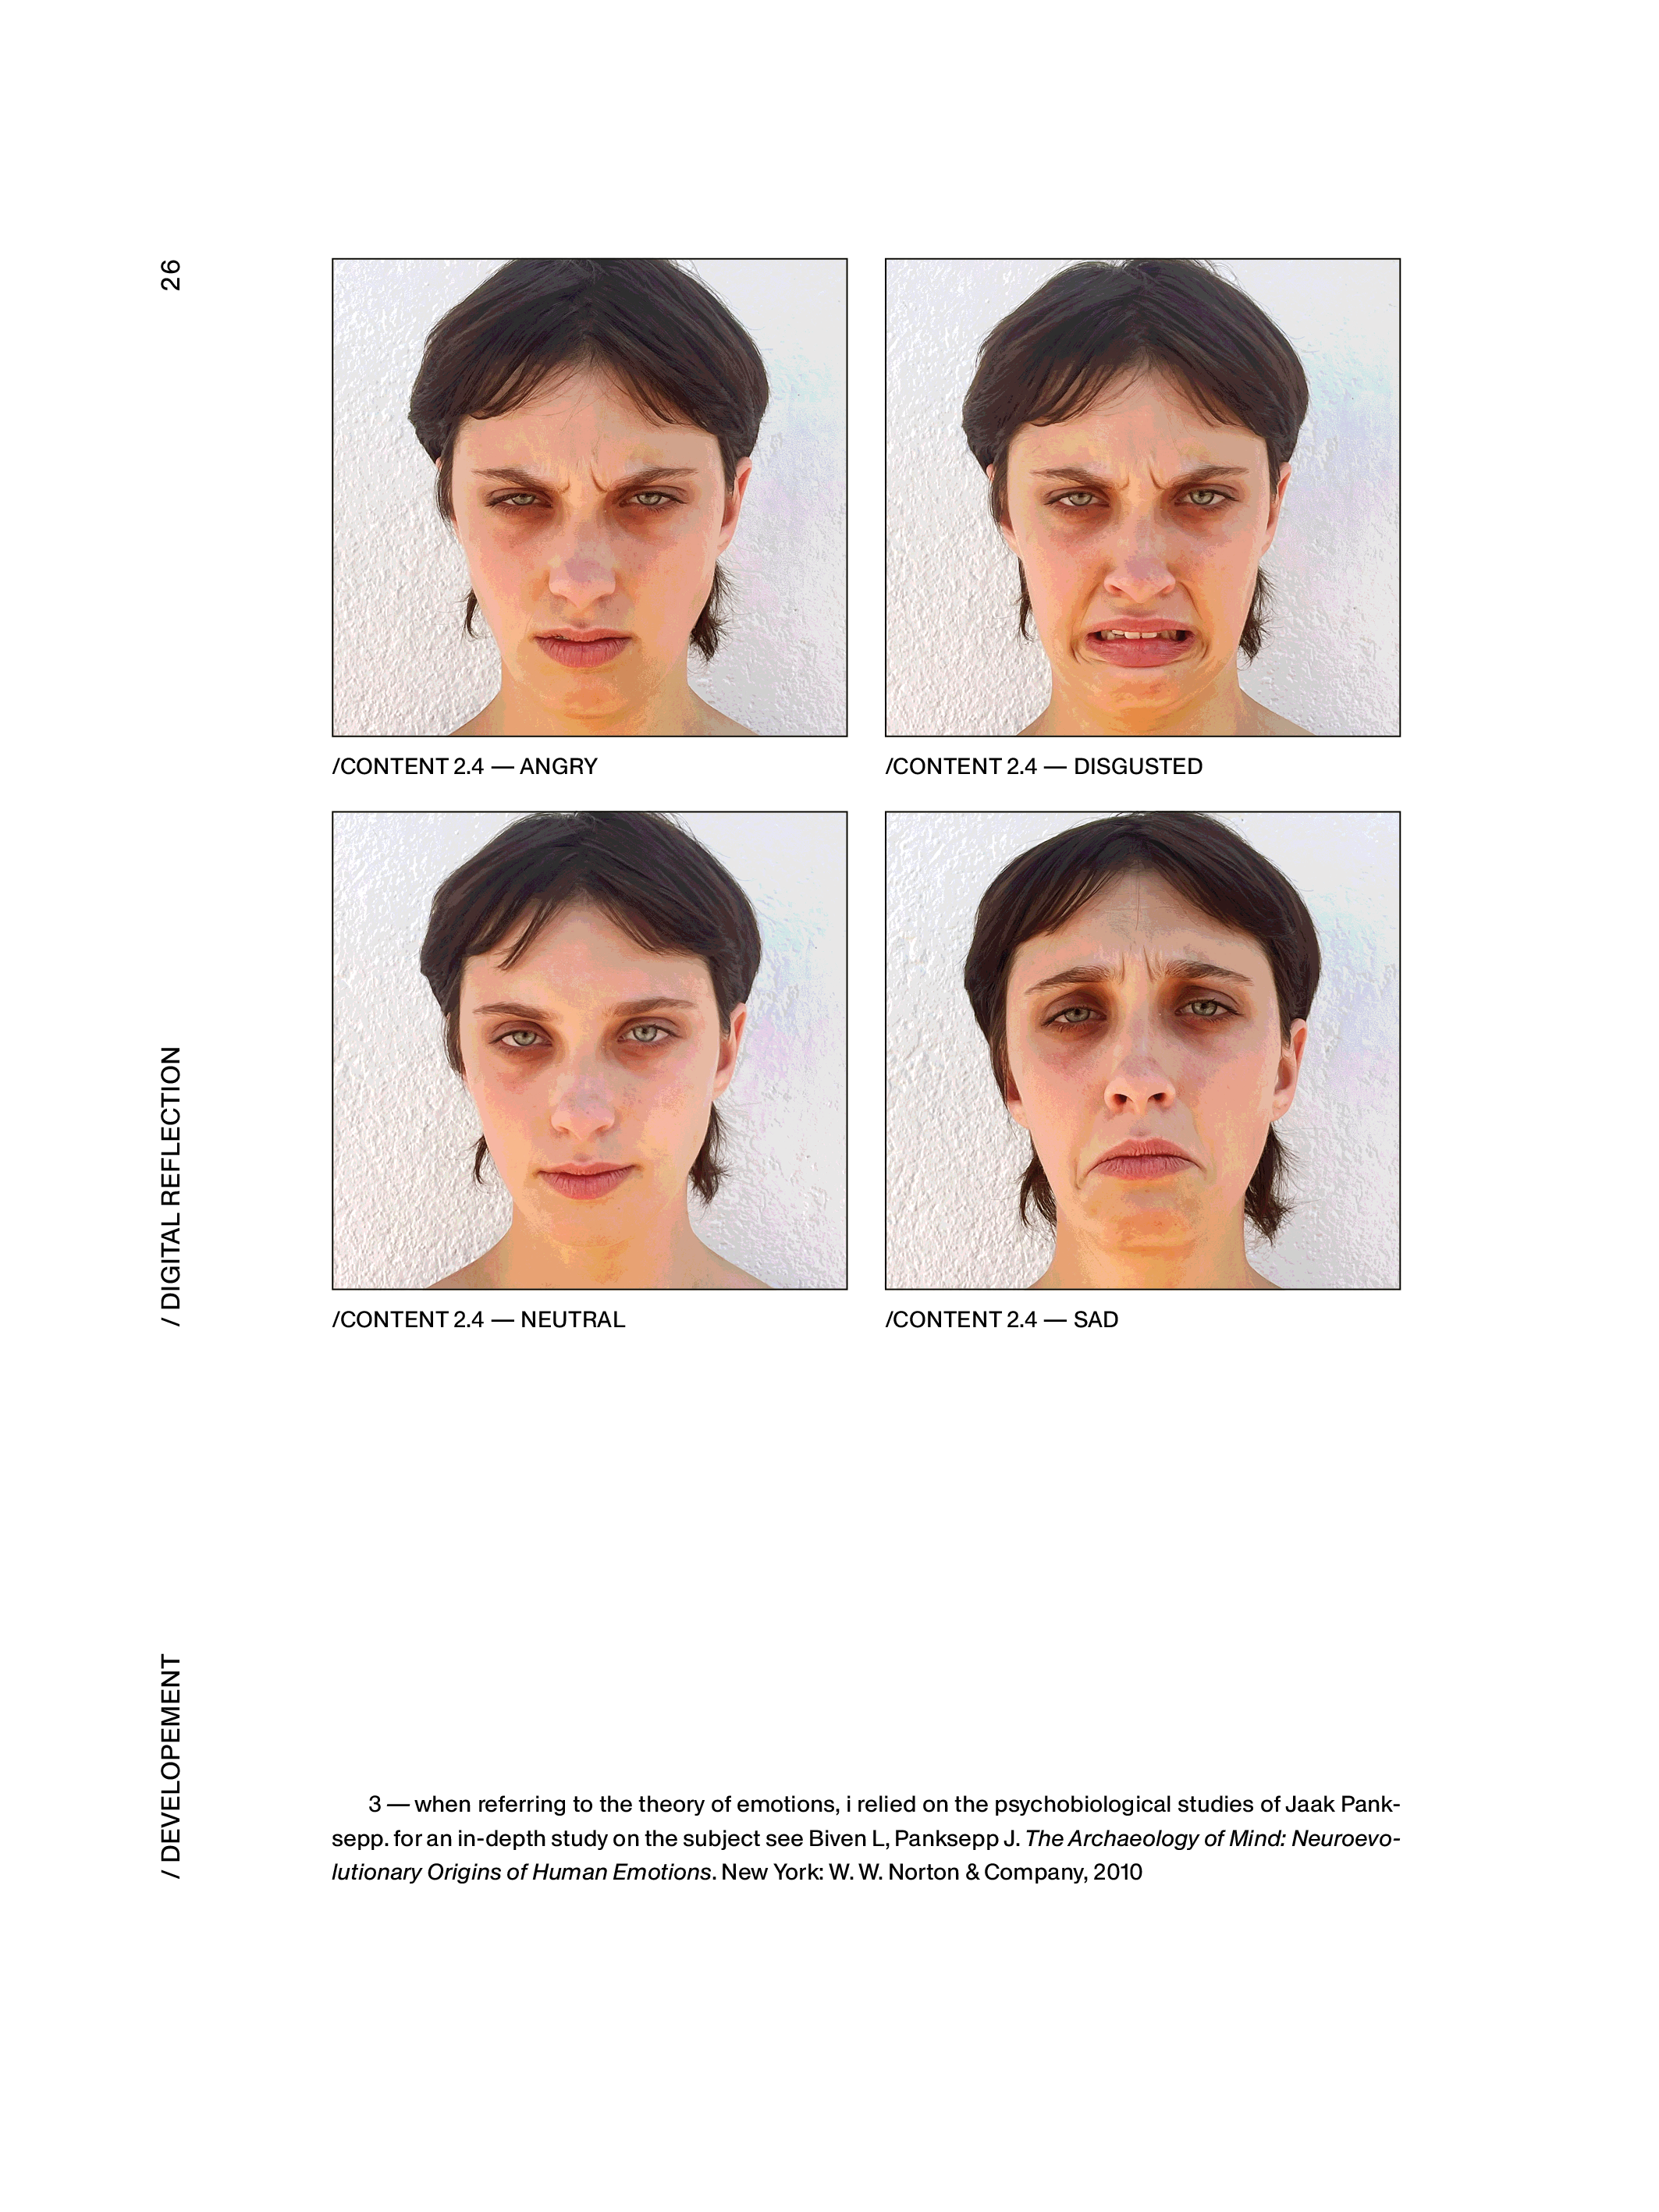 26
/ DIGITAL REFLECTION
/ DEVELOPEMENT
/CONTENT 2.4 — ANGRY
/CONTENT 2.4 — DISGUSTED
/CONTENT 2.4 — NEUTRAL
/CONTENT 2.4 — SAD
3 — when referring to the theory of emotions, i relied on the psychobiological studies of Jaak Pank-
sepp. for an in-depth study on the subject see Biven L, Panksepp J. The Archaeology of Mind: Neuroevo-
lutionary Origins of Human Emotions. New York: W. W. Norton & Company, 2010